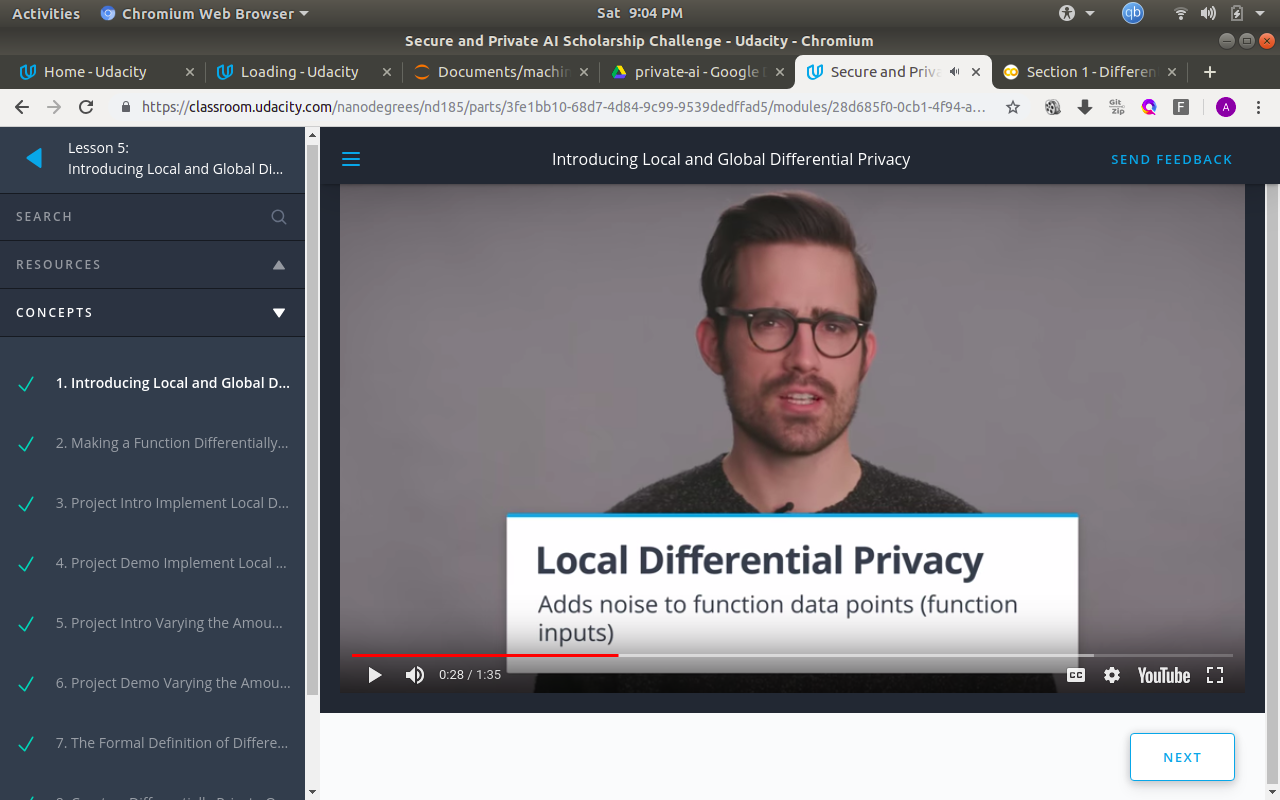 Activities Chromium Web Browser Sat 9:04 PM qb
Secure and Private AI Scholarship Challenge - Udacity - Chromium
Home - Udacity Loading - Udacity Documents/machin private-ai - Google D Secure and Priva Section 1 - Differen
https://classroom.udacity.com/nanodegrees/nd185/parts/3fe1bb10-68d7-4d84-9c99-9539dedffad5/modules/28d685f0-0cb1-4f94-a... Git Zip F A
Lesson 5:
Introducing Local and Global Di...
Introducing Local and Global Differential Privacy
SEND FEEDBACK
SEARCH
RESOURCES
CONCEPTS
1. Introducing Local and Global D...
2. Making a Function Differentially...
3. Project Intro Implement Local D...
4. Project Demo Implement Local ...
5. Project Intro Varying the Amou...
6. Project Demo Varying the Amou...
7. The Formal Definition of Differe...
Local Differential Privacy
Adds noise to function data points (function
inputs)
0:28 / 1:35
CC YouTube
NEXT